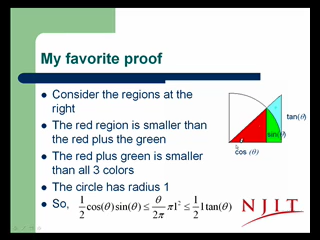 My favorite proof
Consider the regions at the
right
The red region is smaller than
the red plus the green
The red plus green is smaller
than all 3 colors
The circle has radius 1
So, 1/2 cos(θ)sin(θ) ≤ θ/2π π1² ≤ 1/2 1tan(θ)
tan(θ)
sin(θ)
cos (θ)
NJIT